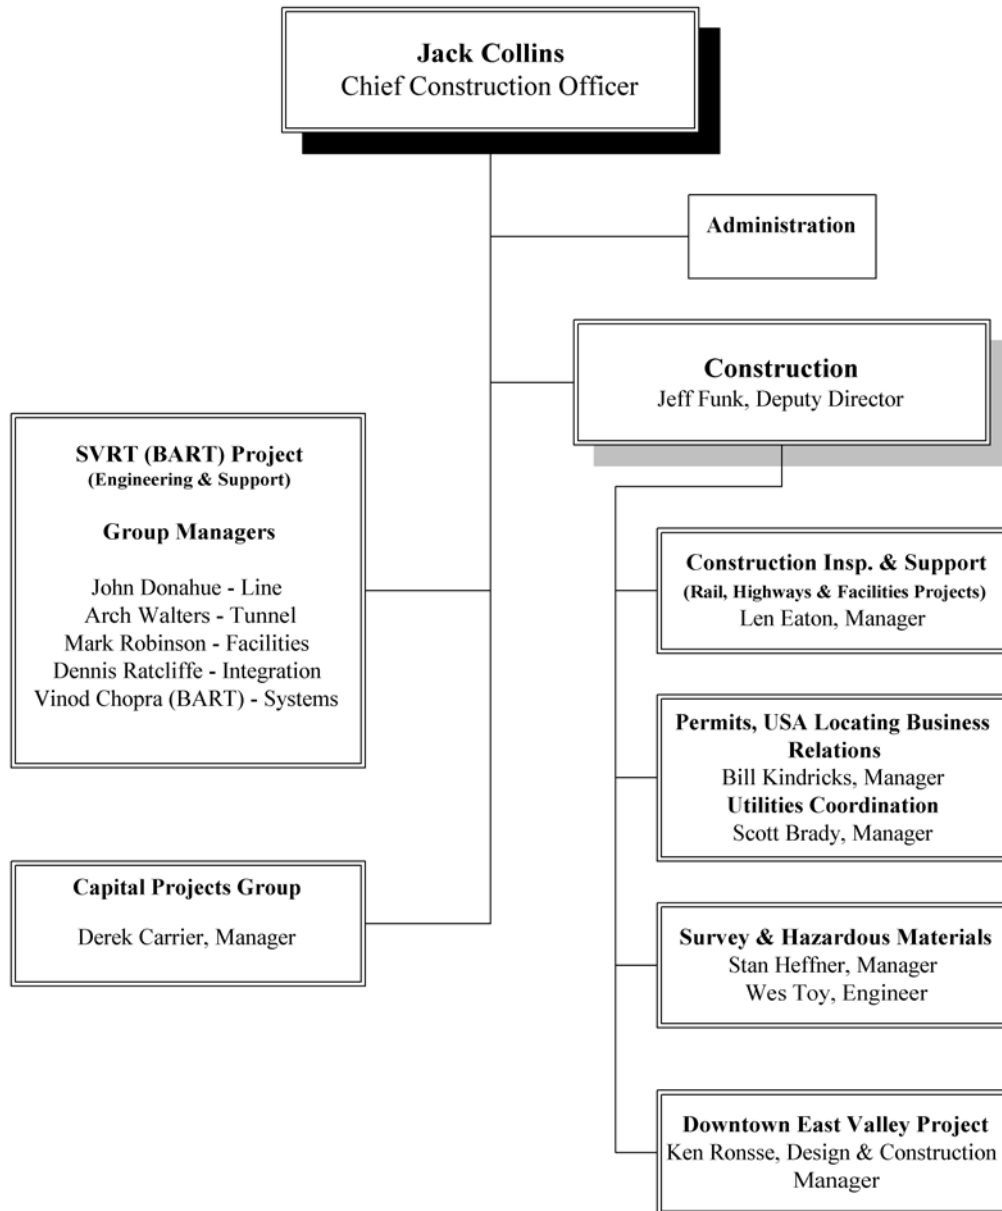 Jack Collins
Chief Construction Officer
Administration
Construction
Jeff Funk, Deputy Director
SVRT (BART) Project
(Engineering & Support)
Group Managers
John Donahue - Line
Arch Walters - Tunnel
Mark Robinson - Facilities
Dennis Ratcliffe - Integration
Vinod Chopra (BART) - Systems
Capital Projects Group
Derek Carrier, Manager
Construction Insp. & Support
(Rail, Highways & Facilities Projects)
Len Eaton, Manager
Permits, USA Locating Business
Relations
Bill Kindricks, Manager
Utilities Coordination
Scott Brady, Manager
Survey & Hazardous Materials
Stan Heffner, Manager
Wes Toy, Engineer
Downtown East Valley Project
Ken Ronsse, Design & Construction
Manager